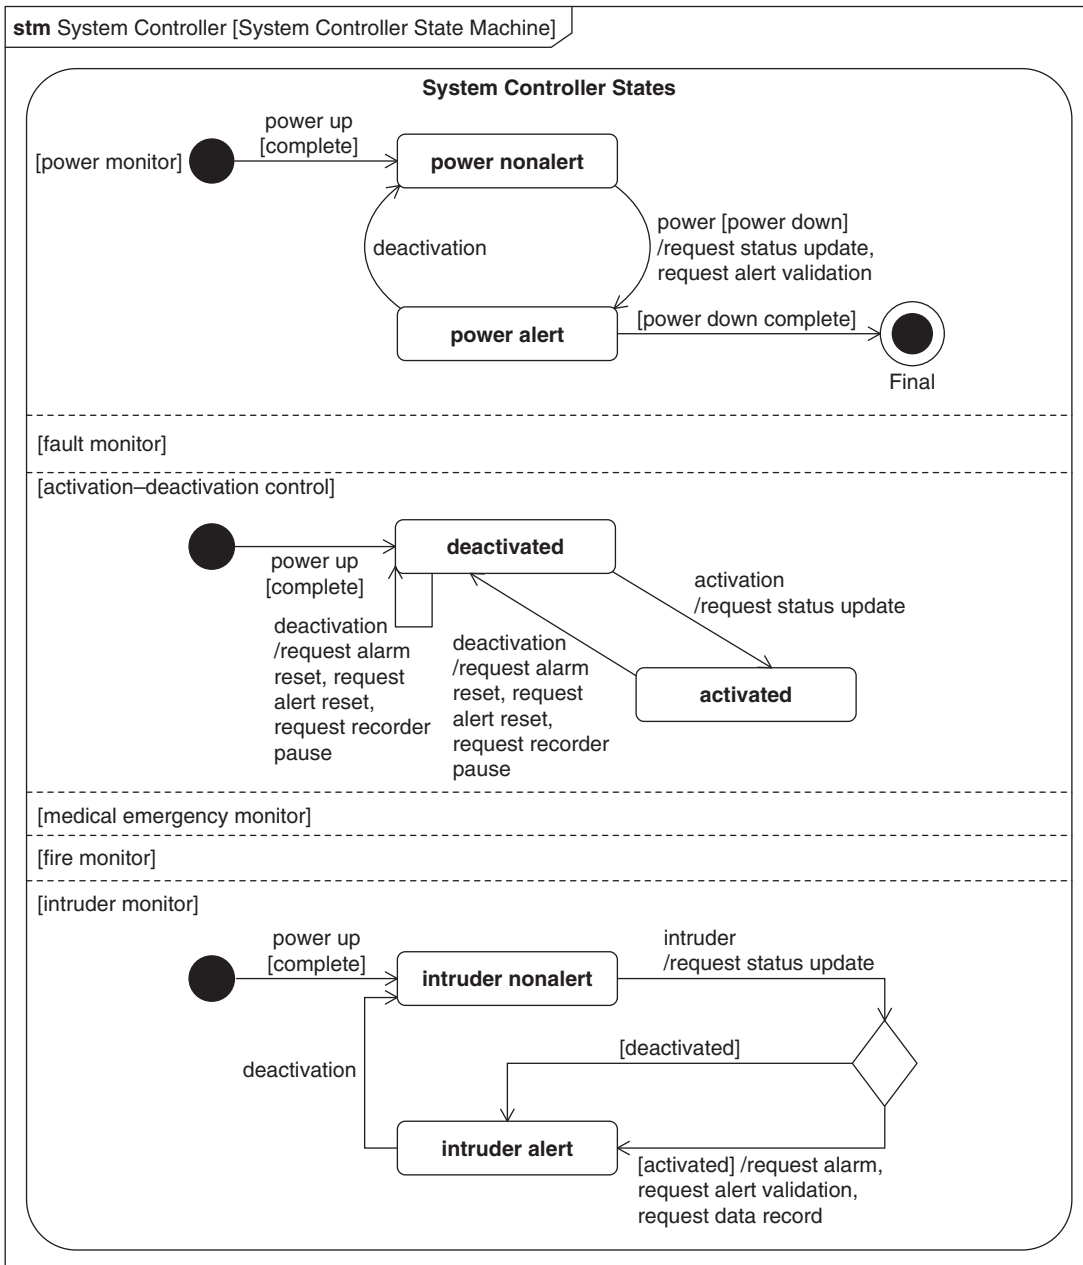 stm System Controller [System Controller State Machine]
System Controller States
power up
[complete]
[power monitor]
power nonalert
power [power down]
/request status update,
request alert validation
deactivation
power alert
[power down complete]
Final
[fault monitor]
[activation–deactivation control]
deactivated
power up
[complete]
activation
/request status update
deactivation
/request alarm
reset, request
alert reset,
request recorder
pause
deactivation
/request alarm
reset, request
alert reset,
request recorder
pause
activated
[medical emergency monitor]
[fire monitor]
[intruder monitor]
power up
[complete]
intruder nonalert
intruder
/request status update
[deactivated]
deactivation
intruder alert
[activated] /request alarm,
request alert validation,
request data record